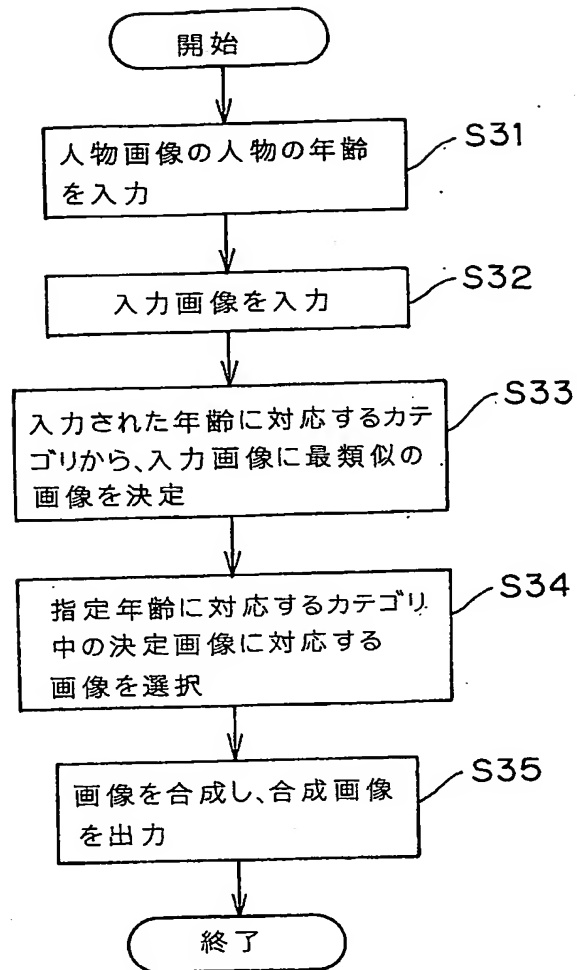 開始
人物画像の人物の年齢
を入力
S31
入力画像を入力
S32
入力された年齢に対応するカテ
ゴリから、入力画像に最類似の
画像を決定
S33
指定年齢に対応するカテゴリ
中の決定画像に対応する
画像を選択
S34
画像を合成し、合成画像
を出力
S35
終了